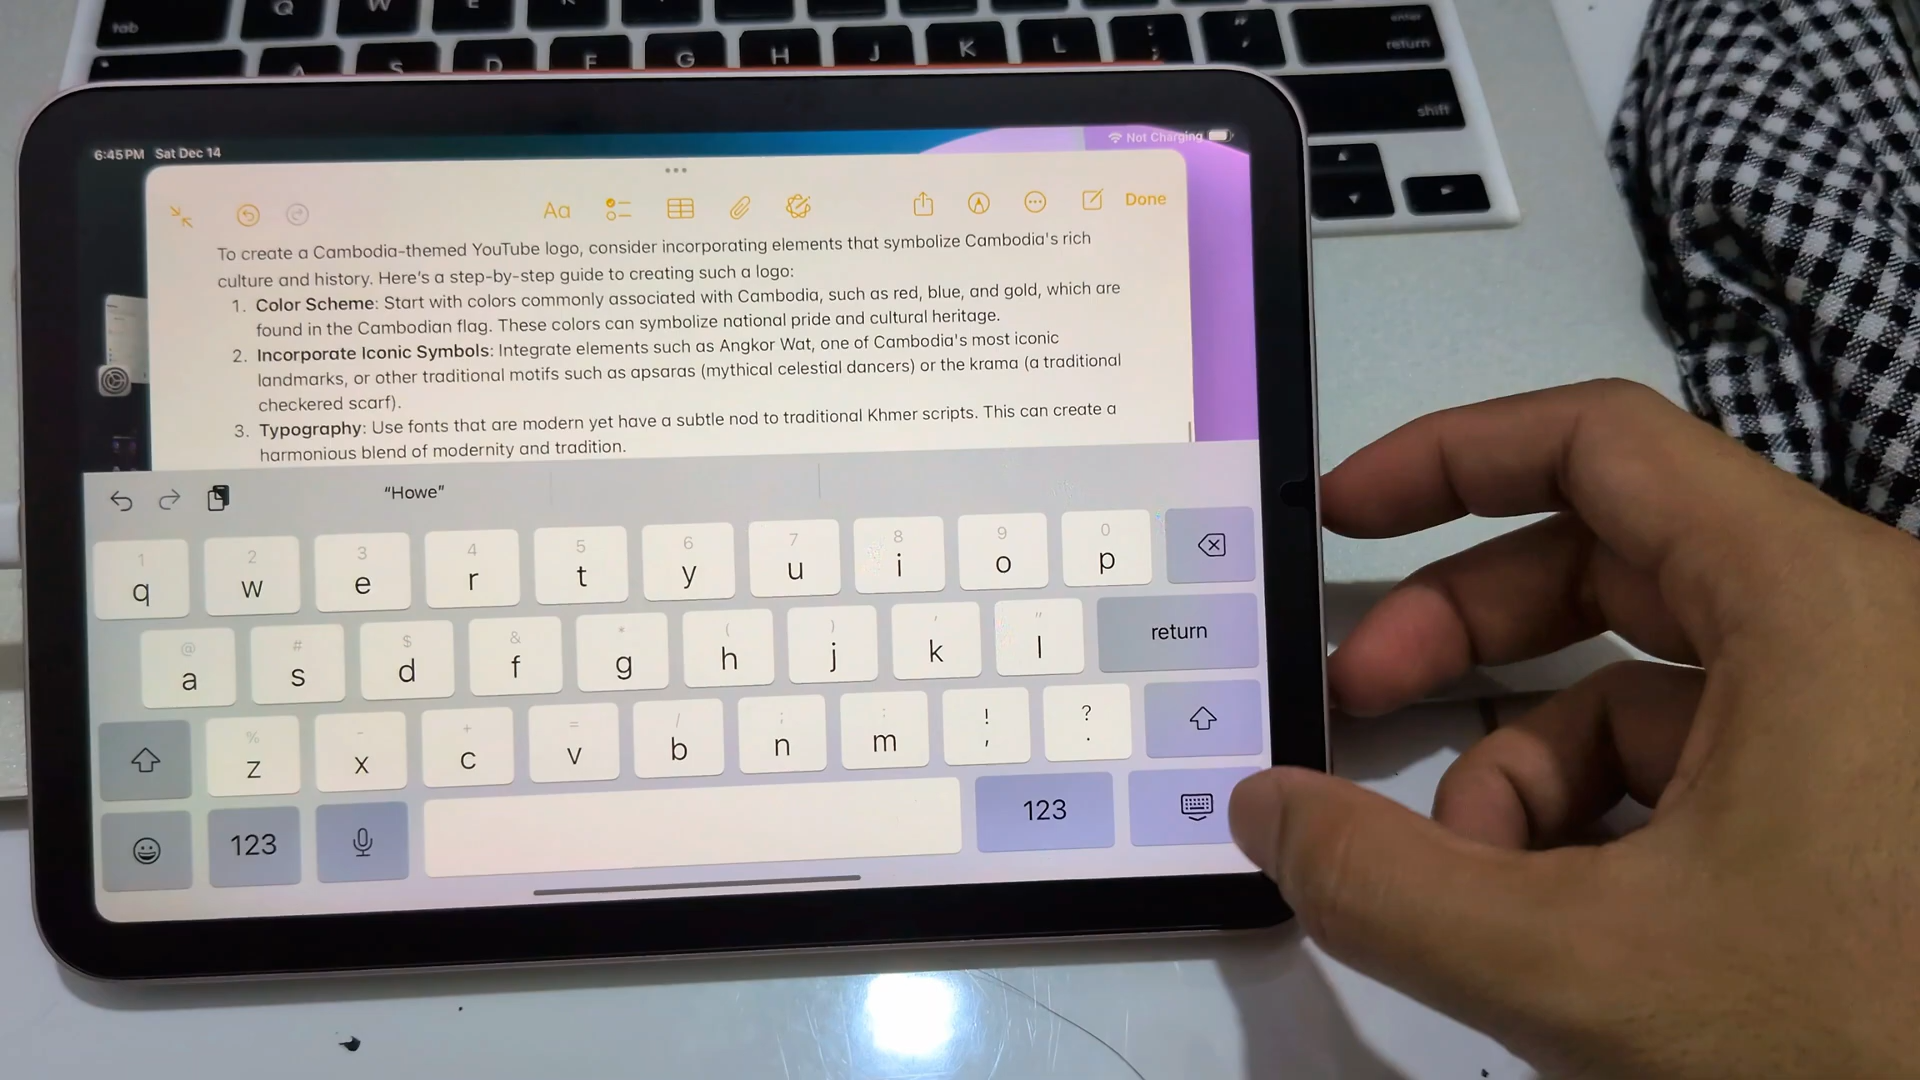 tab Q W E
A S D F G H J K L : ; " ' enter return
shift
6:45 PM Sat Dec 14 Not Charging
Aa Done
To create a Cambodia-themed YouTube logo, consider incorporating elements that symbolize Cambodia's rich
culture and history. Here's a step-by-step guide to creating such a logo:
1. Color Scheme: Start with colors commonly associated with Cambodia, such as red, blue, and gold, which are
found in the Cambodian flag. These colors can symbolize national pride and cultural heritage.
2. Incorporate Iconic Symbols: Integrate elements such as Angkor Wat, one of Cambodia's most iconic
landmarks, or other traditional motifs such as apsaras (mythical celestial dancers) or the krama (a traditional
checkered scarf).
3. Typography: Use fonts that are modern yet have a subtle nod to traditional Khmer scripts. This can create a
harmonious blend of modernity and tradition.
“Howe”
1 2 3 4 5 6 7 8 9 0
q w e r t y u i o p
@ # $ & * ( ) ' "
a s d f g h j k l return
% - + = / ; : ! ?
z x c v b n m , .
123 123